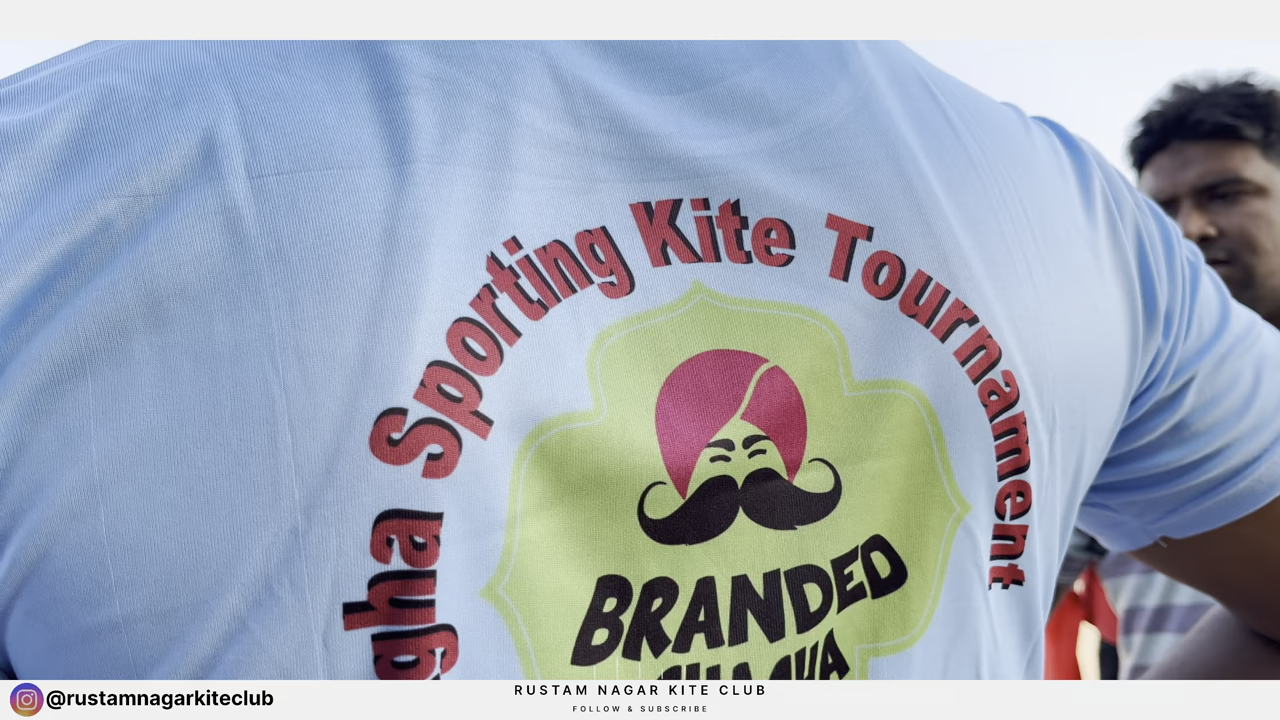 gha Sporting Kite Tournament
BRANDED
@rustamnagarkiteclub
RUSTAM NAGAR KITE CLUB
FOLLOW & SUBSCRIBE